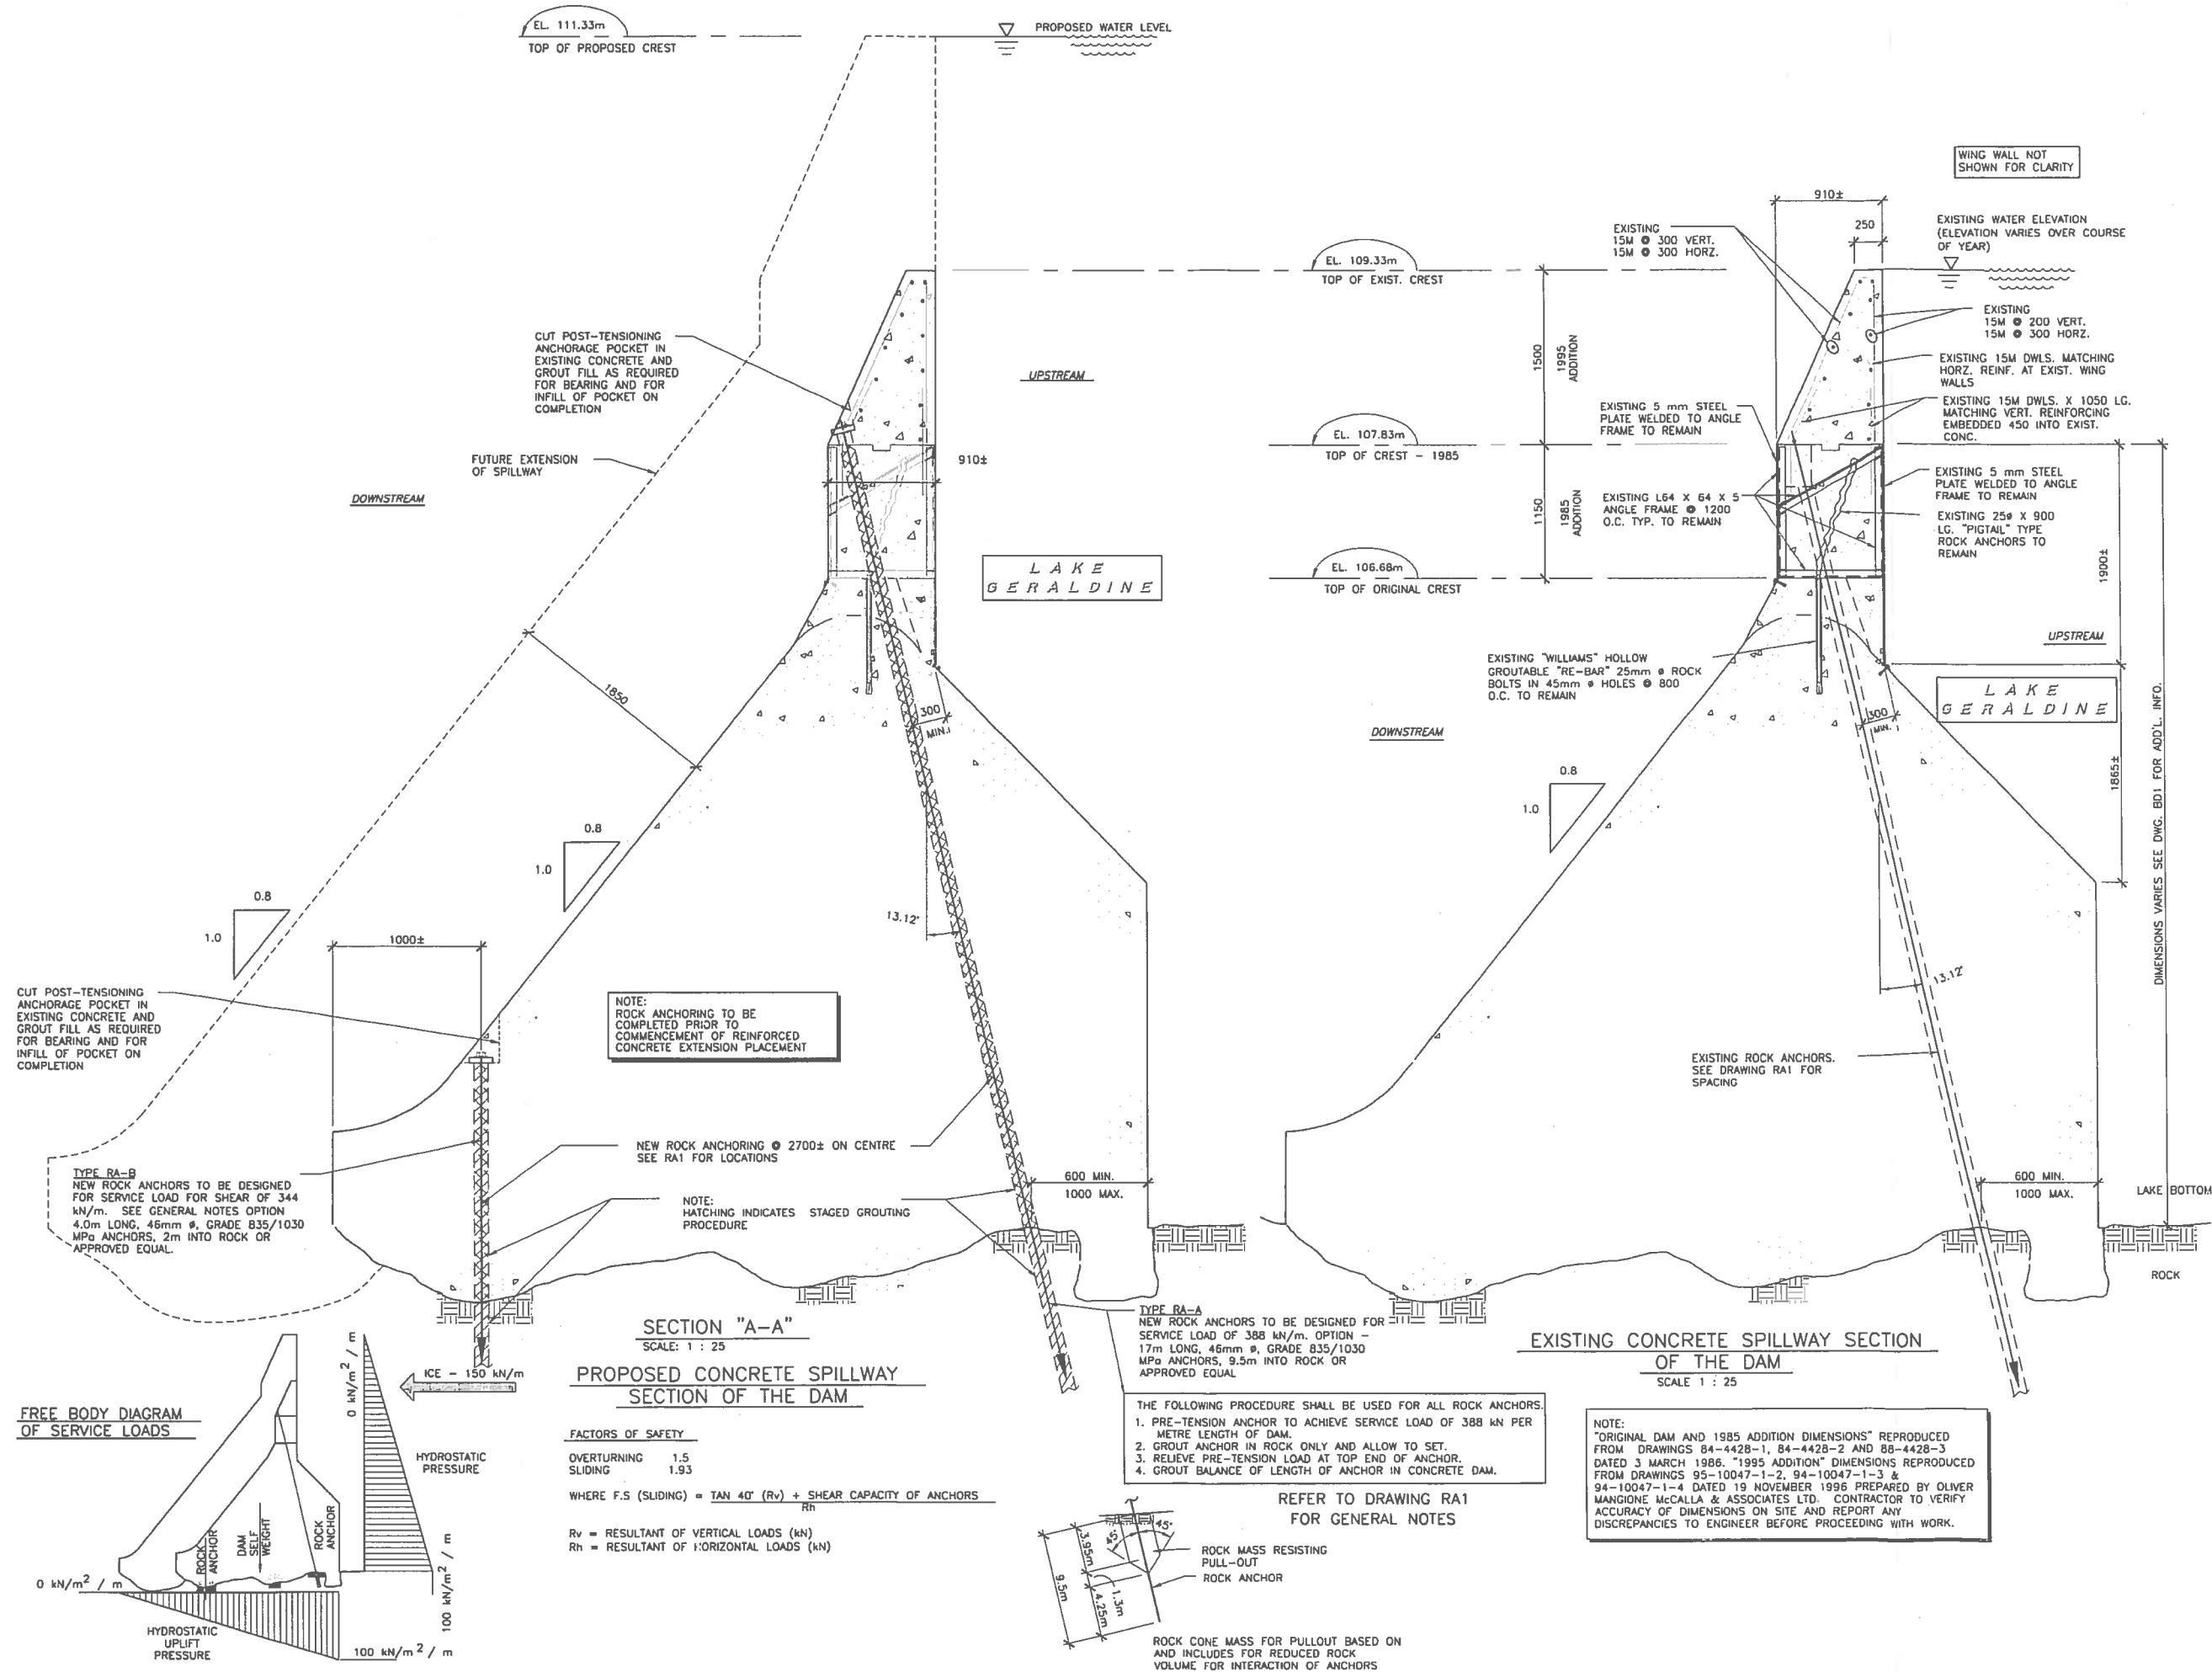 EL. 111.33m
TOP OF PROPOSED CREST
PROPOSED WATER LEVEL
CUT POST-TENSIONING
ANCHORAGE POCKET IN
EXISTING CONCRETE AND
GROUT FILL AS REQUIRED
FOR BEARING AND FOR
INFILL OF POCKET ON
COMPLETION
FUTURE EXTENSION
OF SPILLWAY
DOWNSTREAM
UPSTREAM
910±
LAKE
GERALDINE
1850
300
MIN.
0.8
1.0
0.8
1.0
13.12°
1000±
CUT POST-TENSIONING
ANCHORAGE POCKET IN
EXISTING CONCRETE AND
GROUT FILL AS REQUIRED
FOR BEARING AND FOR
INFILL OF POCKET ON
COMPLETION
NOTE:
ROCK ANCHORING TO BE
COMPLETED PRIOR TO
COMMENCEMENT OF REINFORCED
CONCRETE EXTENSION PLACEMENT
NEW ROCK ANCHORING @ 2700± ON CENTRE
SEE RA1 FOR LOCATIONS
TYPE RA-B
NEW ROCK ANCHORS TO BE DESIGNED
FOR SERVICE LOAD FOR SHEAR OF 344
kN/m. SEE GENERAL NOTES OPTION
4.0m LONG, 46mm ø, GRADE 835/1030
MPa ANCHORS, 2m INTO ROCK OR
APPROVED EQUAL.
NOTE:
HATCHING INDICATES STAGED GROUTING
PROCEDURE
600 MIN.
1000 MAX.
SECTION "A-A"
SCALE: 1 : 25
PROPOSED CONCRETE SPILLWAY
SECTION OF THE DAM
TYPE RA-A
NEW ROCK ANCHORS TO BE DESIGNED FOR
SERVICE LOAD OF 388 kN/m. OPTION -
17m LONG, 46mm ø, GRADE 835/1030
MPa ANCHORS, 9.5m INTO ROCK OR
APPROVED EQUAL
THE FOLLOWING PROCEDURE SHALL BE USED FOR ALL ROCK ANCHORS.
1. PRE-TENSION ANCHOR TO ACHIEVE SERVICE LOAD OF 388 kN PER
METRE LENGTH OF DAM.
2. GROUT ANCHOR IN ROCK ONLY AND ALLOW TO SET.
3. RELIEVE PRE-TENSION LOAD AT TOP END OF ANCHOR.
4. GROUT BALANCE OF LENGTH OF ANCHOR IN CONCRETE DAM.
REFER TO DRAWING RA1
FOR GENERAL NOTES
FREE BODY DIAGRAM
OF SERVICE LOADS
0 kN/m² / m
ICE - 150 kN/m
HYDROSTATIC
PRESSURE
100 kN/m² / m
ROCK
ANCHOR
DAM
SELF
WEIGHT
ROCK
ANCHOR
0 kN/m² / m
HYDROSTATIC
UPLIFT
PRESSURE
100 kN/m² / m
FACTORS OF SAFETY
OVERTURNING 1.5
SLIDING 1.93
WHERE F.S (SLIDING) = TAN 40° (Rv) + SHEAR CAPACITY OF ANCHORS
Rh
Rv = RESULTANT OF VERTICAL LOADS (kN)
Rh = RESULTANT OF HORIZONTAL LOADS (kN)
45°
45°
3.95m
9.5m
1.3m
4.25m
ROCK MASS RESISTING
PULL-OUT
ROCK ANCHOR
ROCK CONE MASS FOR PULLOUT BASED ON
AND INCLUDES FOR REDUCED ROCK
VOLUME FOR INTERACTION OF ANCHORS
WING WALL NOT
SHOWN FOR CLARITY
910±
250
EXISTING
15M @ 300 VERT.
15M @ 300 HORZ.
EXISTING WATER ELEVATION
(ELEVATION VARIES OVER COURSE
OF YEAR)
EL. 109.33m
TOP OF EXIST. CREST
1500
1995
ADDITION
EXISTING
15M @ 200 VERT.
15M @ 300 HORZ.
EXISTING 15M DWLS. MATCHING
HORZ. REINF. AT EXIST. WING
WALLS
EXISTING 15M DWLS. X 1050 LG.
MATCHING VERT. REINFORCING
EMBEDDED 450 INTO EXIST.
CONC.
EXISTING 5 mm STEEL
PLATE WELDED TO ANGLE
FRAME TO REMAIN
EL. 107.83m
TOP OF CREST - 1985
1150
1985
ADDITION
EXISTING L64 X 64 X 5
ANGLE FRAME @ 1200
O.C. TYP. TO REMAIN
EXISTING 5 mm STEEL
PLATE WELDED TO ANGLE
FRAME TO REMAIN
EXISTING 25ø X 900
LG. "PIGTAIL" TYPE
ROCK ANCHORS TO
REMAIN
EL. 106.68m
TOP OF ORIGINAL CREST
1900±
UPSTREAM
EXISTING "WILLIAMS" HOLLOW
GROUTABLE "RE-BAR" 25mm ø ROCK
BOLTS IN 45mm ø HOLES @ 800
O.C. TO REMAIN
LAKE
GERALDINE
300
MIN.
DOWNSTREAM
0.8
1.0
1865±
DIMENSIONS VARIES SEE DWG. BD1 FOR ADD'L. INFO.
13.12°
EXISTING ROCK ANCHORS.
SEE DRAWING RA1 FOR
SPACING
600 MIN.
1000 MAX.
LAKE BOTTOM
ROCK
EXISTING CONCRETE SPILLWAY SECTION
OF THE DAM
SCALE 1 : 25
NOTE:
"ORIGINAL DAM AND 1985 ADDITION DIMENSIONS" REPRODUCED
FROM DRAWINGS 84-4428-1, 84-4428-2 AND 88-4428-3
DATED 3 MARCH 1986. "1995 ADDITION" DIMENSIONS REPRODUCED
FROM DRAWINGS 95-10047-1-2, 94-10047-1-3 &
94-10047-1-4 DATED 19 NOVEMBER 1996 PREPARED BY OLIVER
MANGIONE McCALLA & ASSOCIATES LTD. CONTRACTOR TO VERIFY
ACCURACY OF DIMENSIONS ON SITE AND REPORT ANY
DISCREPANCIES TO ENGINEER BEFORE PROCEEDING WITH WORK.